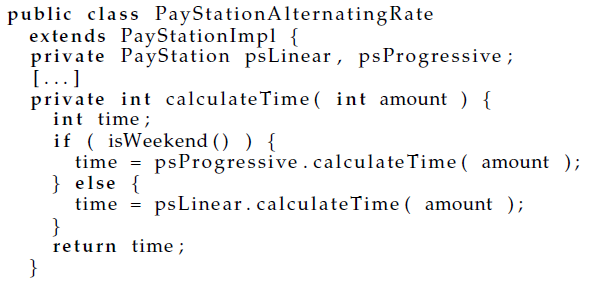 public class PayStationAlternatingRate
extends PayStationImpl {
private PayStation psLinear, psProgressive;
[...]
private int calculateTime( int amount ) {
int time;
if ( isWeekend() ) {
time = psProgressive.calculateTime( amount );
} else {
time = psLinear.calculateTime( amount );
}
return time;
}